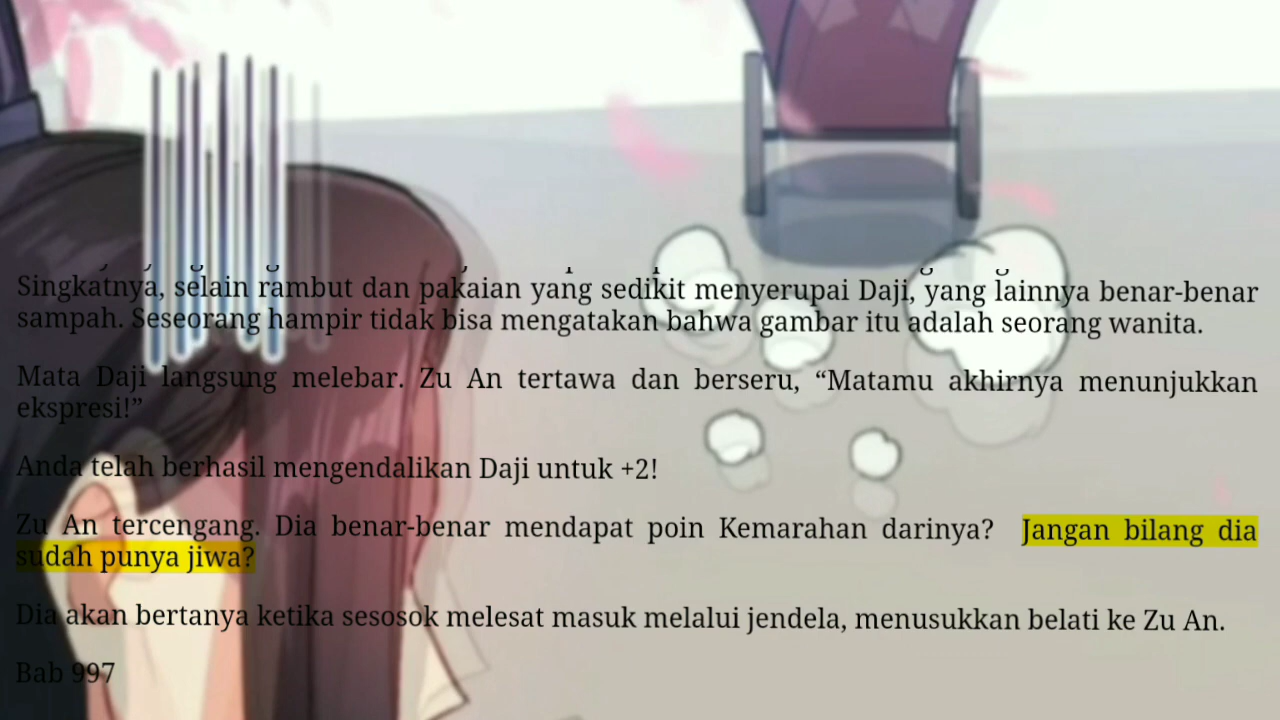 Singkatnya, selain rambut dan pakaian yang sedikit menyerupai Daji, yang lainnya benar-benar
sampah. Seseorang hampir tidak bisa mengatakan bahwa gambar itu adalah seorang wanita.
Mata Daji langsung melebar. Zu An tertawa dan berseru, “Matamu akhirnya menunjukkan
ekspresi!”
Anda telah berhasil mengendalikan Daji untuk +2!
Zu An tercengang. Dia benar-benar mendapat poin Kemarahan darinya? Jangan bilang dia
sudah punya jiwa?
Dia akan bertanya ketika sesosok melesat masuk melalui jendela, menusukkan belati ke Zu An.
Bab 997